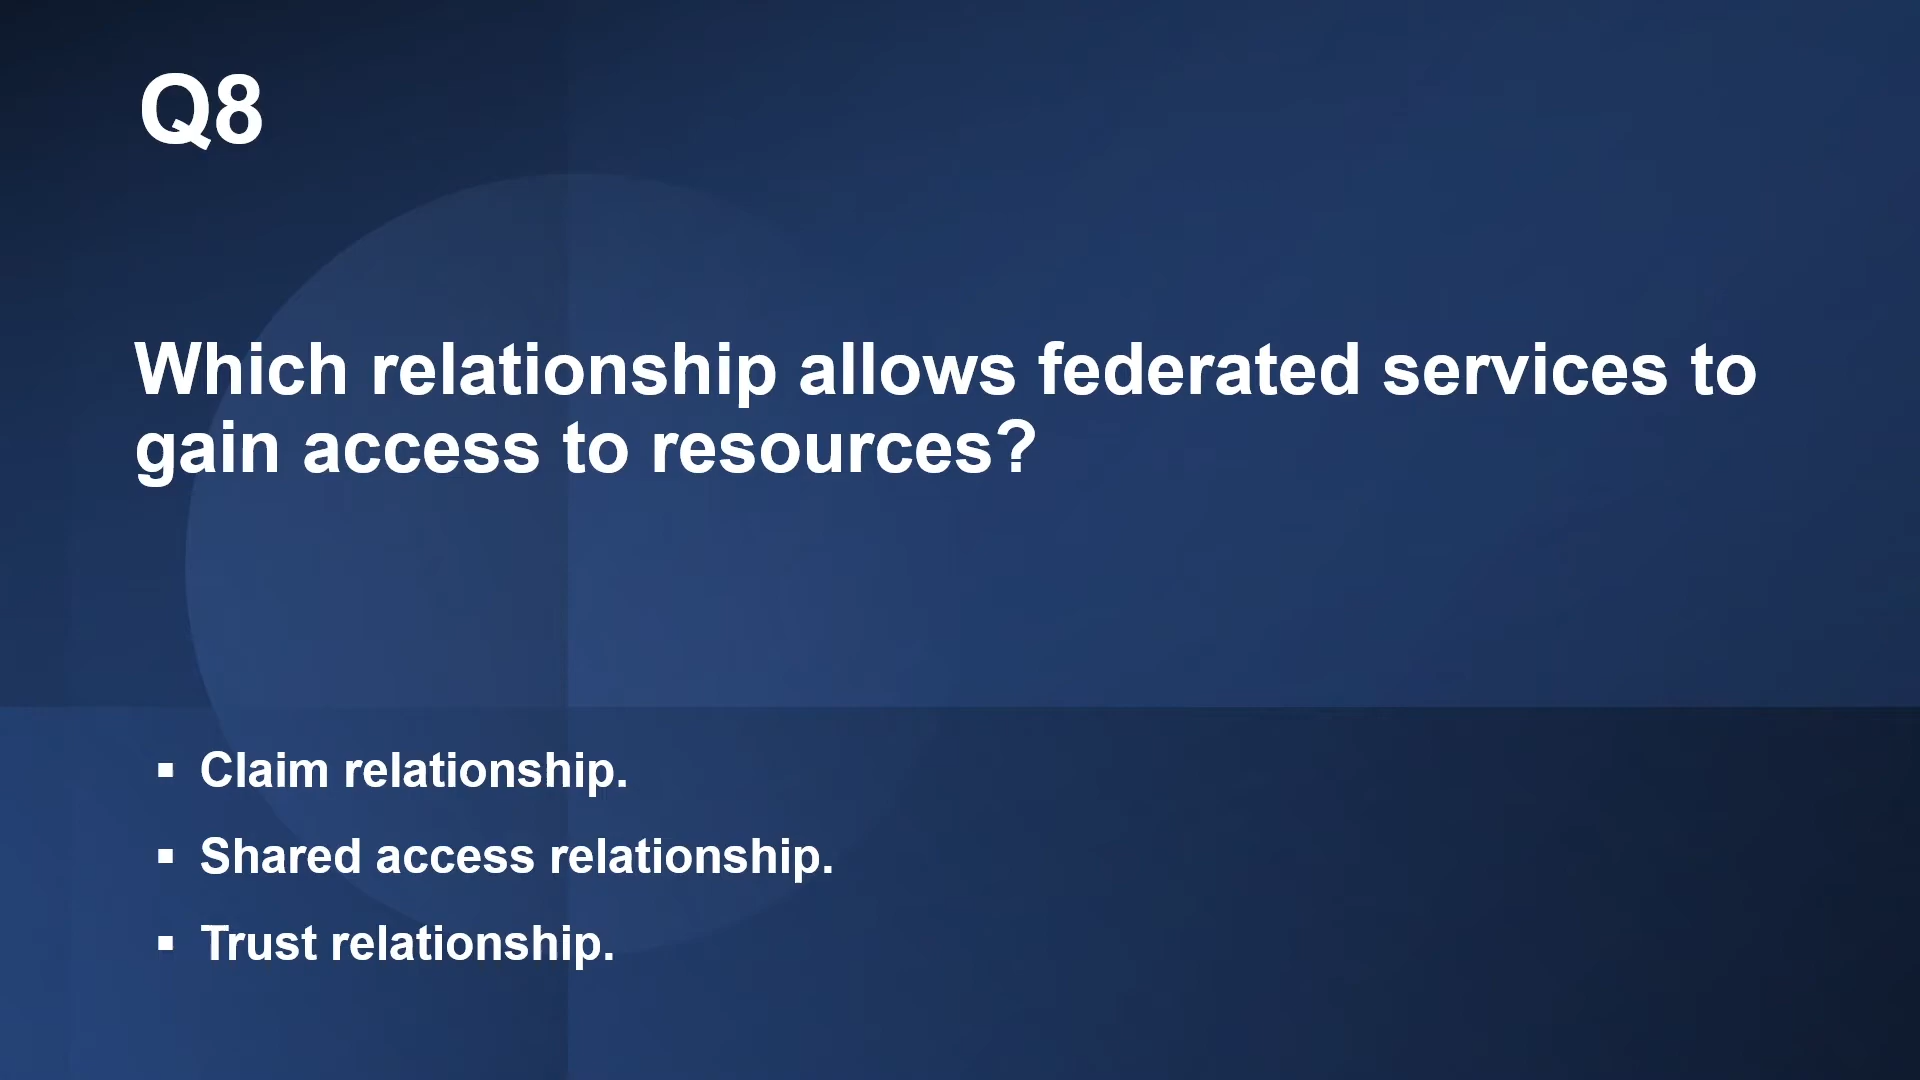 Q8
Which relationship allows federated services to
gain access to resources?
▪ Claim relationship.
▪ Shared access relationship.
▪ Trust relationship.